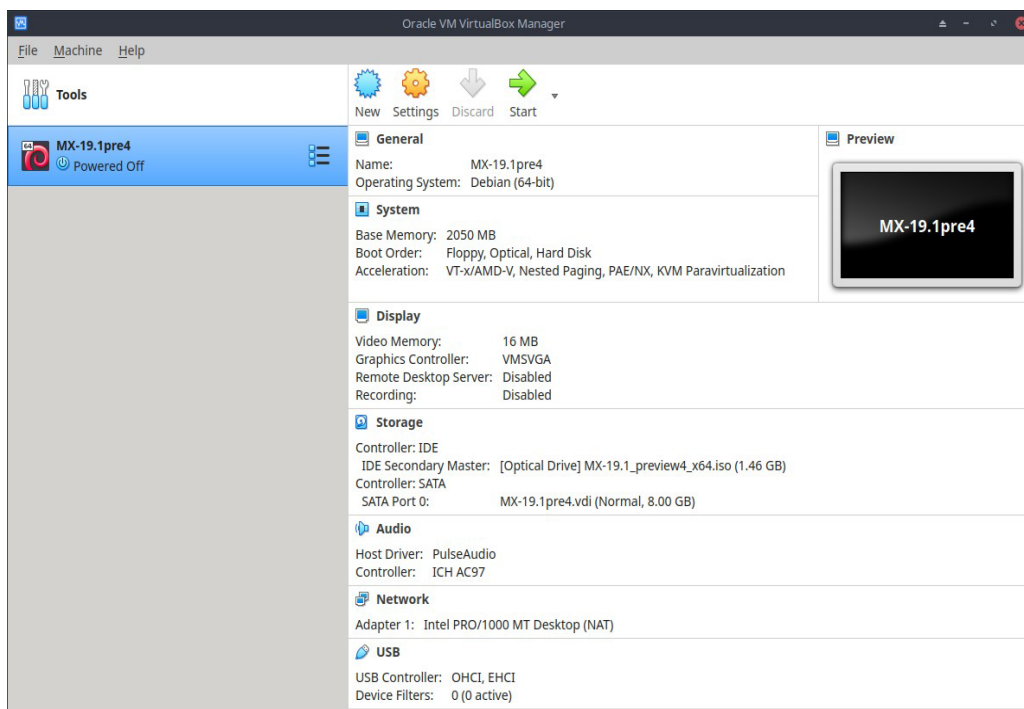 Oracle VM VirtualBox Manager
File Machine Help
Tools
New Settings Discard Start
64
MX-19.1pre4
Powered Off
General
Name: MX-19.1pre4
Operating System: Debian (64-bit)
Preview
MX-19.1pre4
System
Base Memory: 2050 MB
Boot Order: Floppy, Optical, Hard Disk
Acceleration: VT-x/AMD-V, Nested Paging, PAE/NX, KVM Paravirtualization
Display
Video Memory: 16 MB
Graphics Controller: VMSVGA
Remote Desktop Server: Disabled
Recording: Disabled
Storage
Controller: IDE
IDE Secondary Master: [Optical Drive] MX-19.1_preview4_x64.iso (1.46 GB)
Controller: SATA
SATA Port 0: MX-19.1pre4.vdi (Normal, 8.00 GB)
Audio
Host Driver: PulseAudio
Controller: ICH AC97
Network
Adapter 1: Intel PRO/1000 MT Desktop (NAT)
USB
USB Controller: OHCI, EHCI
Device Filters: 0 (0 active)